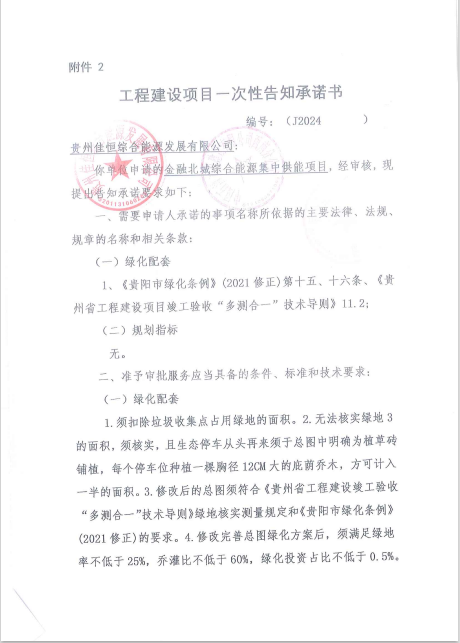 附件 2
工程建设项目一次性告知承诺书
编号：（J2024 ）
贵州佳恒综合能源发展有限公司：
你单位申请的金融北城综合能源集中供能项目，经审核，现
提出告知承诺要求如下：
一、需要申请人承诺的事项名称所依据的主要法律、法规、
规章的名称和相关条款：
（一）绿化配套
1、《贵阳市绿化条例》(2021 修正)第十五、十六条、《贵
州省工程建设项目竣工验收“多测合一”技术导则》11.2；
（二）规划指标
无。
二、准予审批服务应当具备的条件、标准和技术要求：
（一）绿化配套
1.须扣除垃圾收集点占用绿地的面积。2.无法核实绿地 3
的面积，须核实，且生态停车从头再来须于总图中明确为植草砖
铺植，每个停车位种植一棵胸径 12CM 大的庇荫乔木，方可计入
一半的面积。3.修改后的总图须符合《贵州省工程建设竣工验收
“多测合一”技术导则》绿地核实测量规定和《贵阳市绿化条例》
(2021 修正)的要求。4.修改完善总图绿化方案后，须满足绿地
率不低于 25%，乔灌比不低于 60%，绿化投资占比不低于 0.5%。